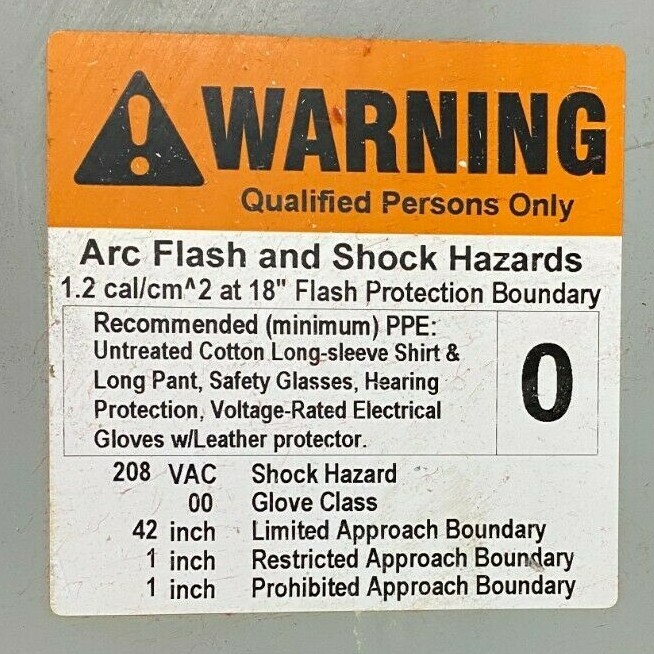 WARNING
Qualified Persons Only
Arc Flash and Shock Hazards
1.2 cal/cm^2 at 18" Flash Protection Boundary
Recommended (minimum) PPE:
Untreated Cotton Long-sleeve Shirt &
Long Pant, Safety Glasses, Hearing
Protection, Voltage-Rated Electrical
Gloves w/Leather protector.
0
208 VAC Shock Hazard
00 Glove Class
42 inch Limited Approach Boundary
1 inch Restricted Approach Boundary
1 inch Prohibited Approach Boundary